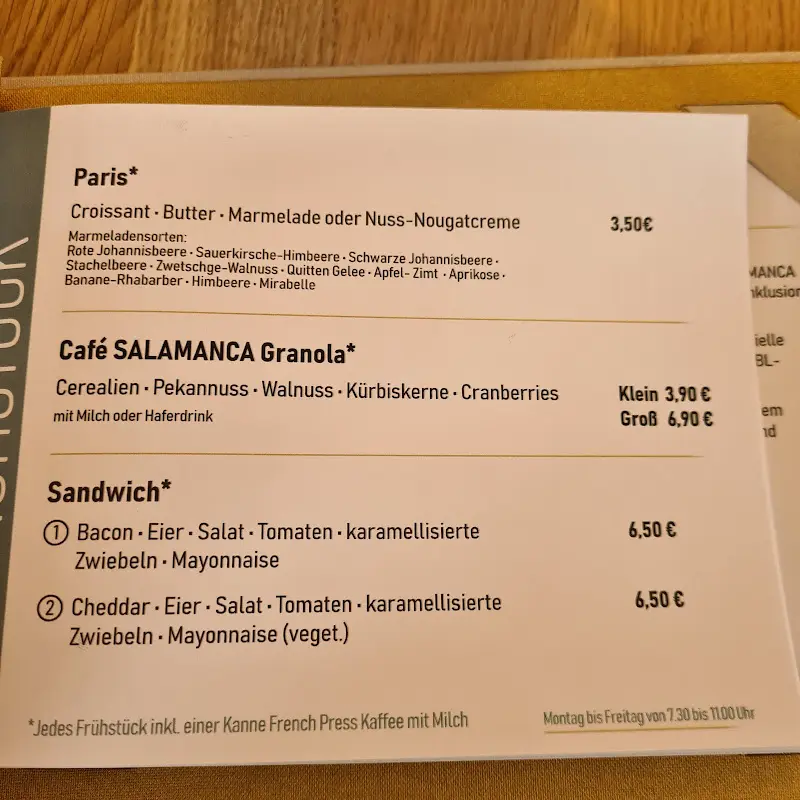 Paris*
Croissant · Butter · Marmelade oder Nuss-Nougatcreme 3,50€
Marmeladensorten:
Rote Johannisbeere · Sauerkirsche-Himbeere · Schwarze Johannisbeere ·
Stachelbeere · Zwetschge-Walnuss · Quitten Gelee · Apfel- Zimt · Aprikose ·
Banane-Rhabarber · Himbeere · Mirabelle
Café SALAMANCA Granola*
Cerealien · Pekannuss · Walnuss · Kürbiskerne · Cranberries Klein 3,90 €
mit Milch oder Haferdrink Groß 6,90 €
Sandwich*
1 Bacon · Eier · Salat · Tomaten · karamellisierte 6,50 €
Zwiebeln · Mayonnaise
2 Cheddar · Eier · Salat · Tomaten · karamellisierte 6,50 €
Zwiebeln · Mayonnaise (veget.)
*Jedes Frühstück inkl. einer Kanne French Press Kaffee mit Milch
Montag bis Freitag von 7.30 bis 11.00 Uhr